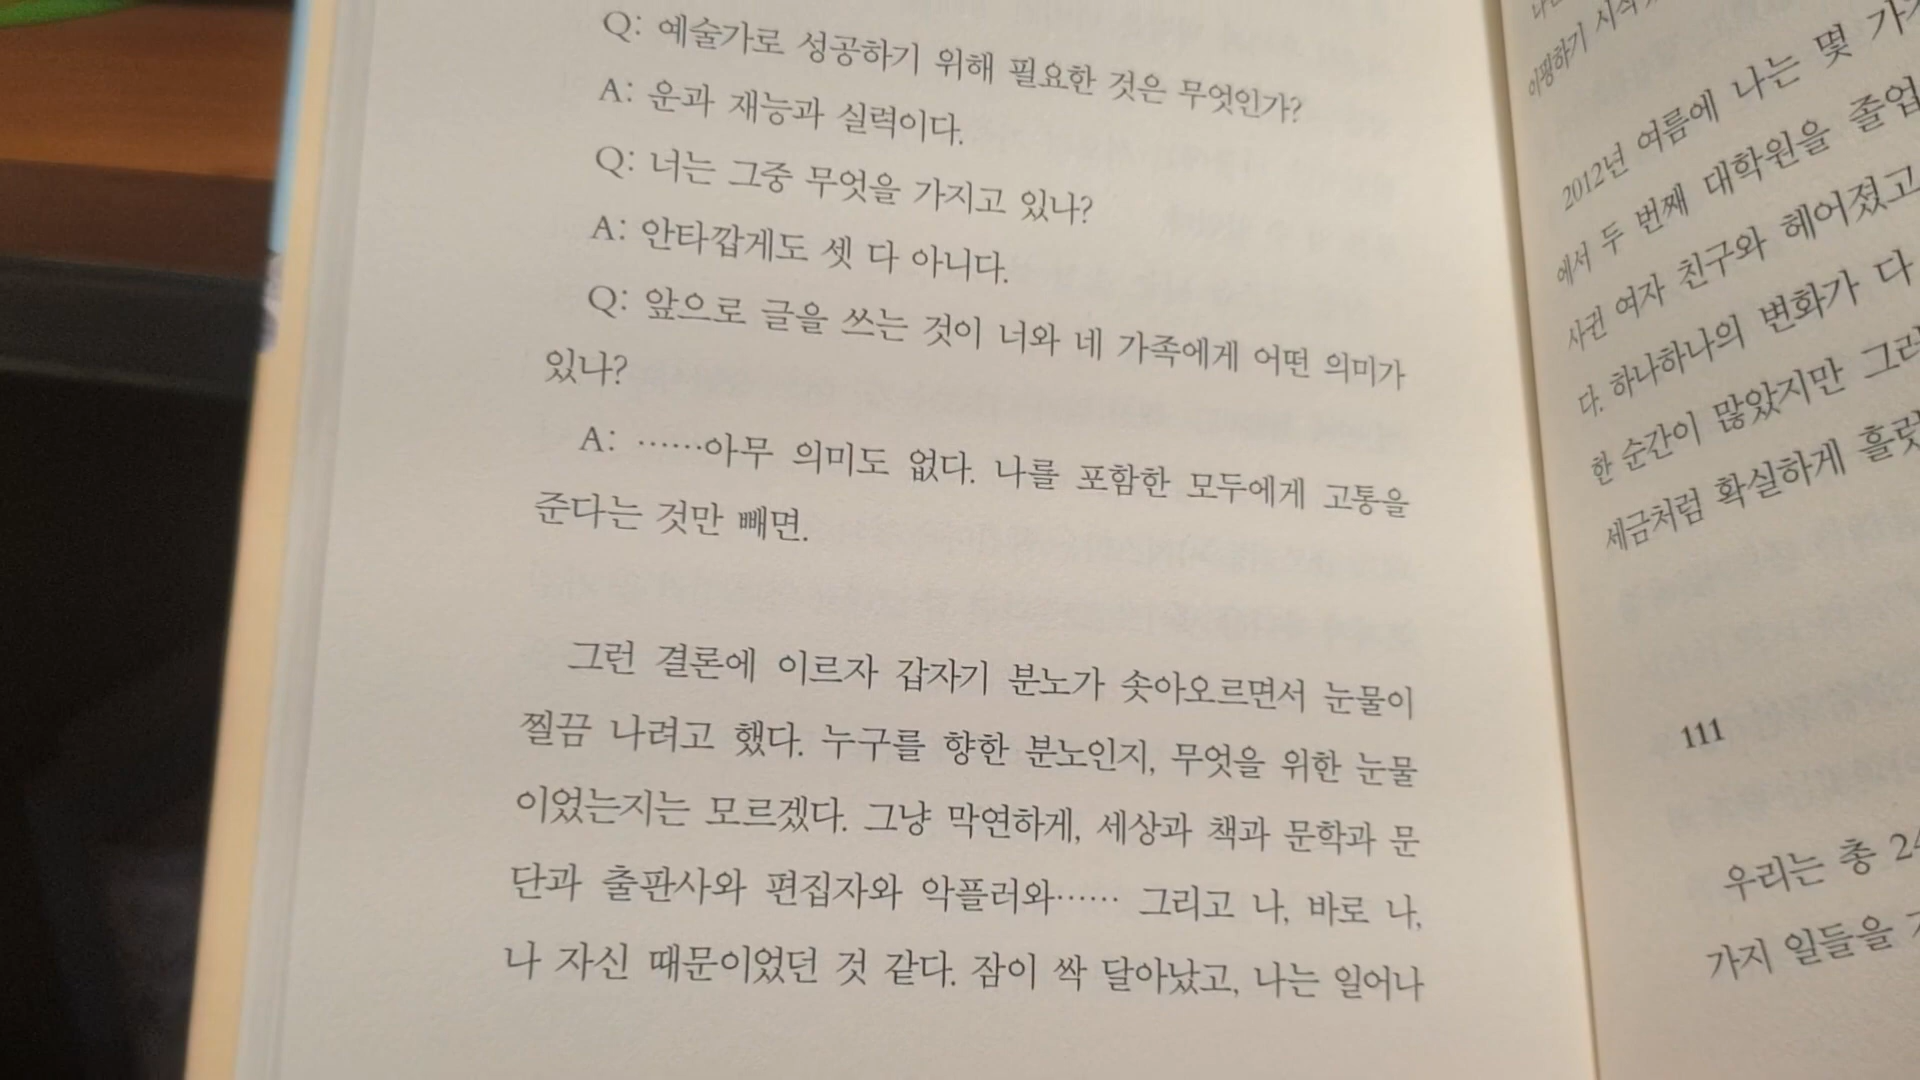 Q: 예술가로 성공하기 위해 필요한 것은 무엇인가?
A: 운과 재능과 실력이다.
Q: 너는 그중 무엇을 가지고 있나?
A: 안타깝게도 셋 다 아니다.
Q: 앞으로 글을 쓰는 것이 너와 네 가족에게 어떤 의미가
있나?
A: ……아무 의미도 없다. 나를 포함한 모두에게 고통을
준다는 것만 빼면.
그런 결론에 이르자 갑자기 분노가 솟아오르면서 눈물이
찔끔 나려고 했다. 누구를 향한 분노인지, 무엇을 위한 눈물
이었는지는 모르겠다. 그냥 막연하게, 세상과 책과 문학과 문
단과 출판사와 편집자와 악플러와…… 그리고 나, 바로 나,
나 자신 때문이었던 것 같다. 잠이 싹 달아났고, 나는 일어나
이평하기
2012년 여름에 나는 몇
에서 두 번째 대학원을 졸업
사귄 여자 친구와 헤어졌고
다. 하나하나의 변화가 다
한 순간이 많았지만
세금처럼 확실하게
111
우리는 총
가지 일들을